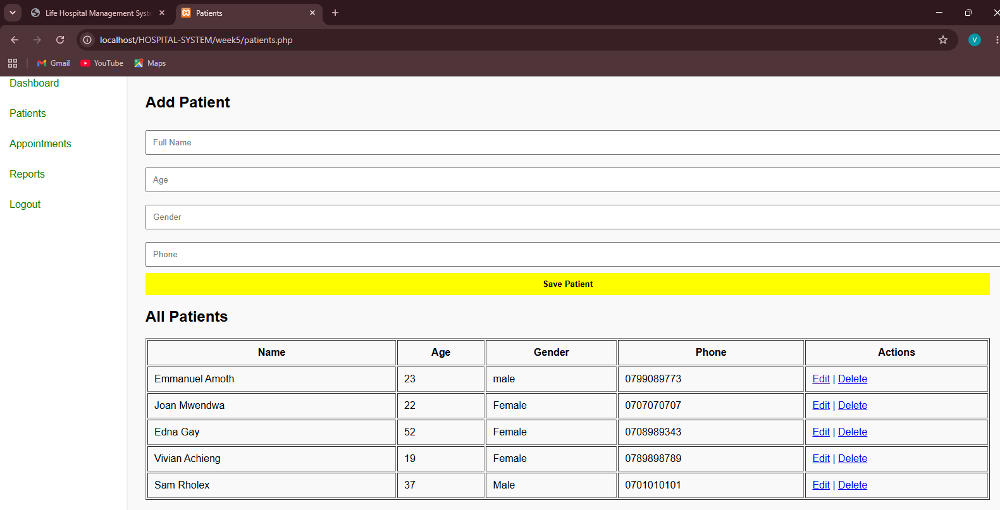 Life Hospital Management Syste
Patients
localhost/HOSPITAL-SYSTEM/week5/patients.php
V
Gmail
YouTube
Maps
Dashboard
Patients
Appointments
Reports
Logout
Add Patient
Full Name
Age
Gender
Phone
Save Patient
All Patients
Name Age Gender Phone Actions
Emmanuel Amoth 23 male 0799089773 Edit | Delete
Joan Mwendwa 22 Female 0707070707 Edit | Delete
Edna Gay 52 Female 0708989343 Edit | Delete
Vivian Achieng 19 Female 0789898789 Edit | Delete
Sam Rholex 37 Male 0701010101 Edit | Delete